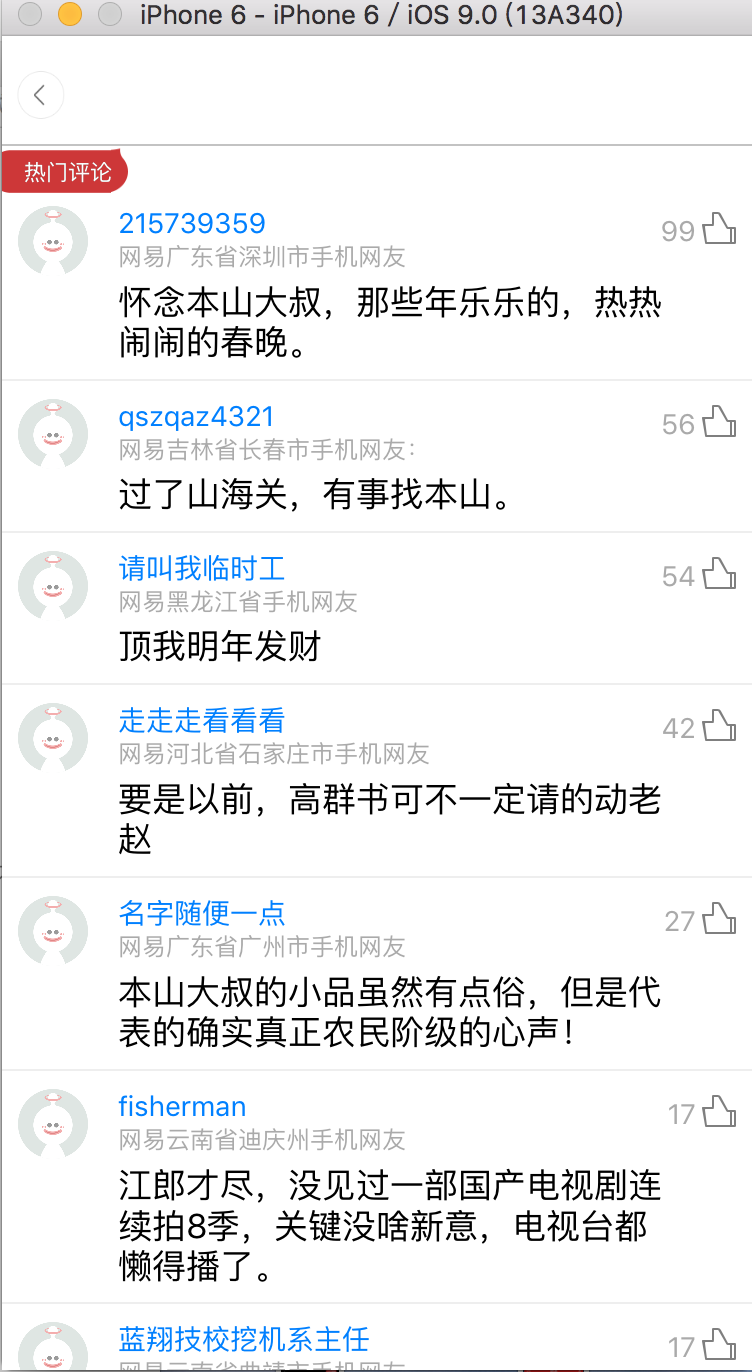 iPhone 6 - iPhone 6 / iOS 9.0 (13A340)
热门评论
215739359
99
网易广东省深圳市手机网友
怀念本山大叔，那些年乐乐的，热热
闹闹的春晚。
qszqaz4321
56
网易吉林省长春市手机网友：
过了山海关，有事找本山。
请叫我临时工
54
网易黑龙江省手机网友
顶我明年发财
走走走看看看
42
网易河北省石家庄市手机网友
要是以前，高群书可不一定请的动老
赵
名字随便一点
27
网易广东省广州市手机网友
本山大叔的小品虽然有点俗，但是代
表的确实真正农民阶级的心声！
fisherman
17
网易云南省迪庆州手机网友
江郎才尽，没见过一部国产电视剧连
续拍8季，关键没啥新意，电视台都
懒得播了。
蓝翔技校挖机系主任
17
网易云南省曲靖市手机网友